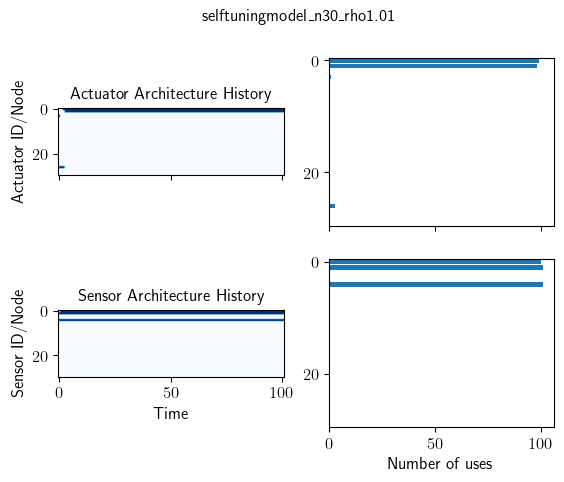 selftuningmodel_n30_rho1.01
Actuator Architecture History
Actuator ID/Node
0
20
0
20
Sensor Architecture History
Sensor ID/Node
0
20
0 50 100
Time
0
20
0 50 100
Number of uses